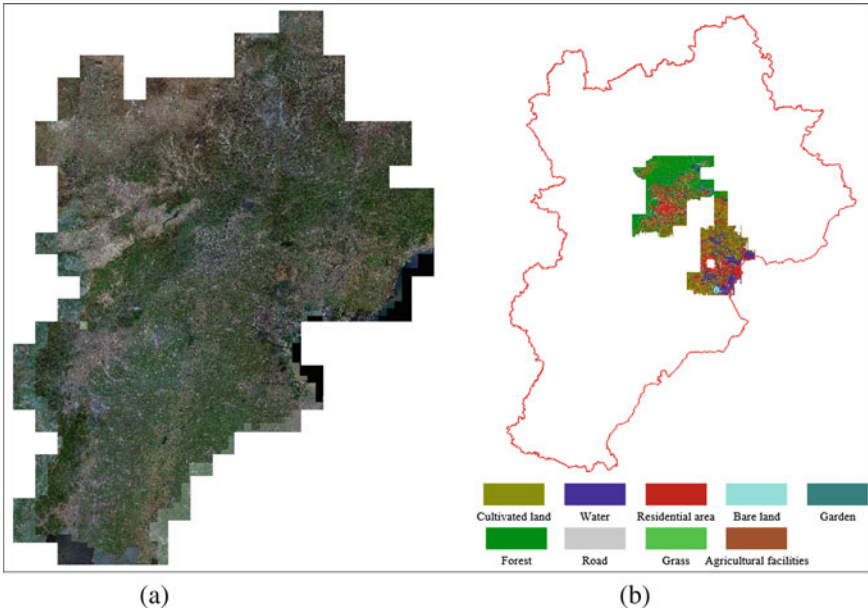 Cultivated land Water Residential area Bare land Garden
Forest Road Grass Agricultural facilities
(a) (b)